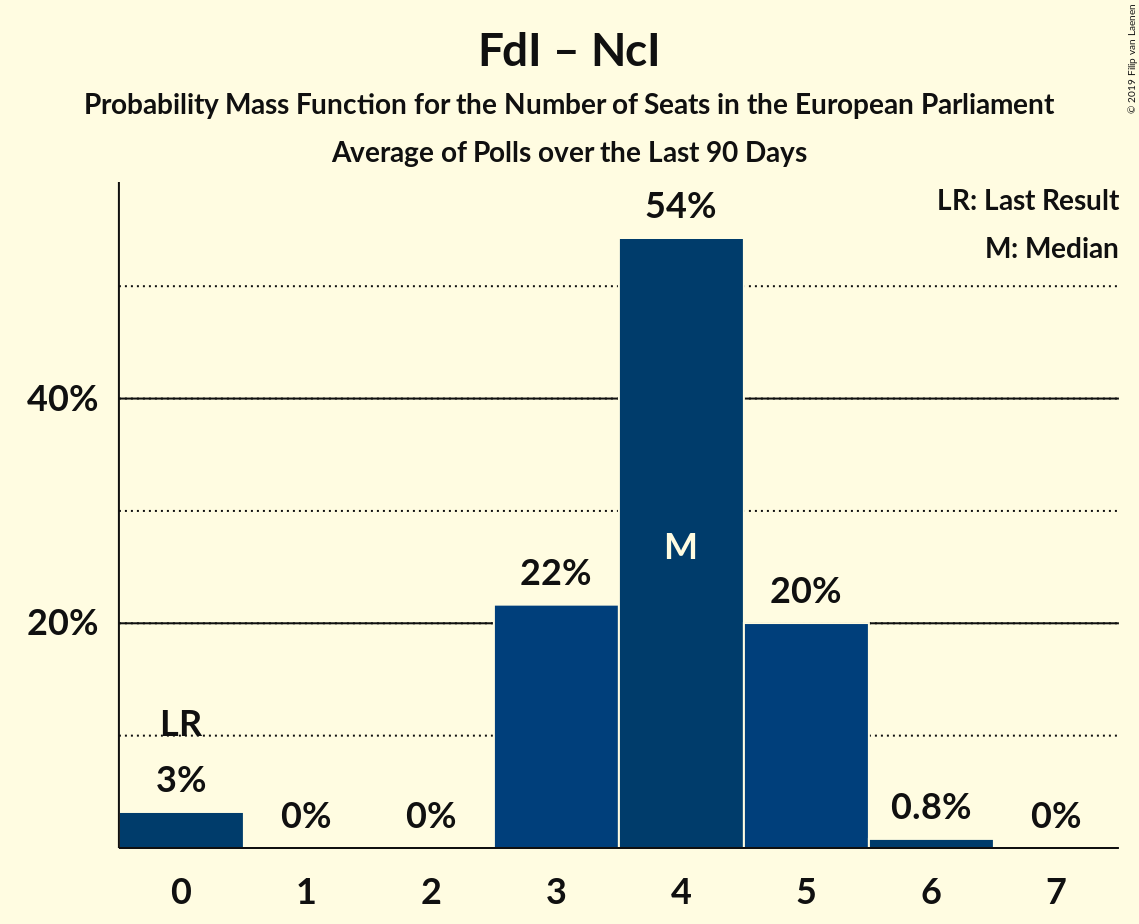 FdI – NcI
Probability Mass Function for the Number of Seats in the European Parliament
Average of Polls over the Last 90 Days
© 2019 Filip van Laenen
LR: Last Result
M: Median
54%
40%
M
22%
20%
20%
LR
3%
0%
0%
0.8%
0%
0 1 2 3 4 5 6 7